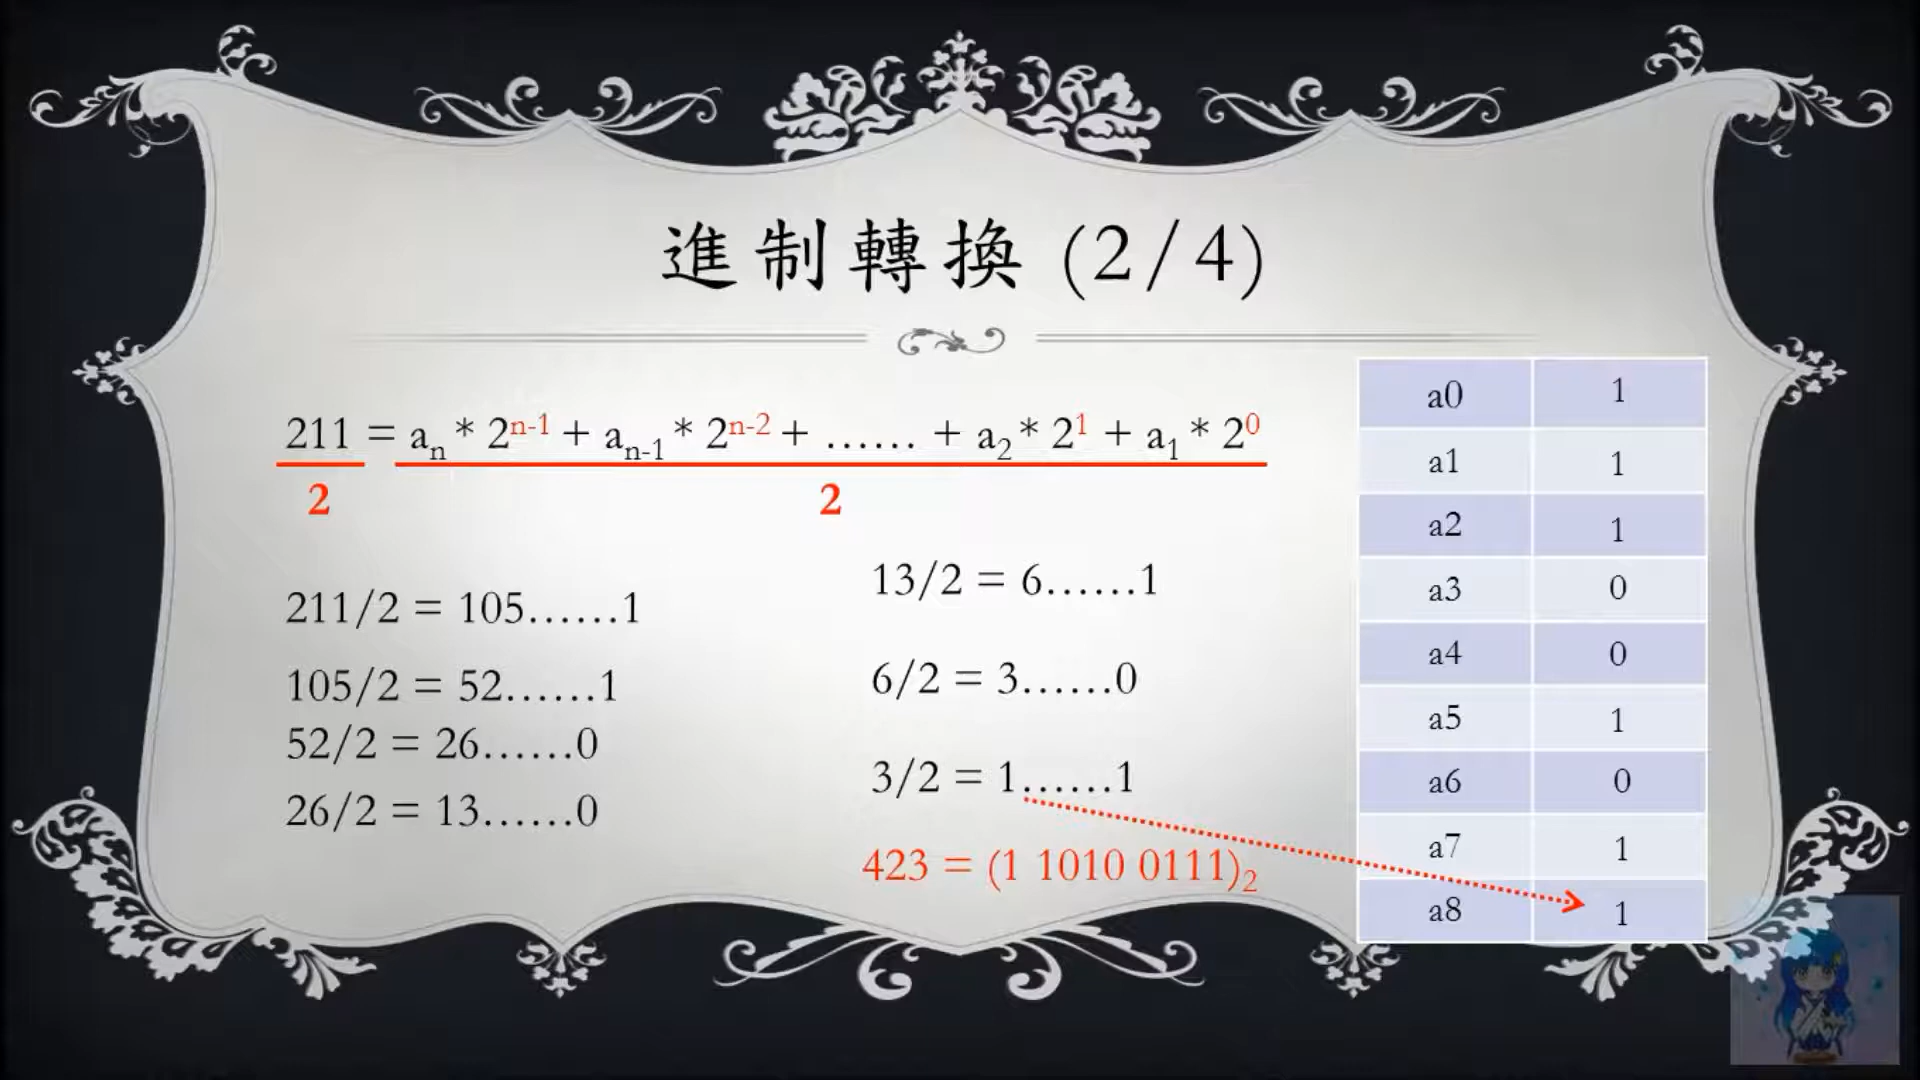 進制轉換 (2/4)
211 = aₙ * 2ⁿ⁻¹ + aₙ₋₁ * 2ⁿ⁻² + …… + a₂ * 2¹ + a₁ * 2⁰
2 2
211/2 = 105……1
105/2 = 52……1
52/2 = 26……0
26/2 = 13……0
13/2 = 6……1
6/2 = 3……0
3/2 = 1……1
423 = (1 1010 0111)₂
a0 1
a1 1
a2 1
a3 0
a4 0
a5 1
a6 0
a7 1
a8 1